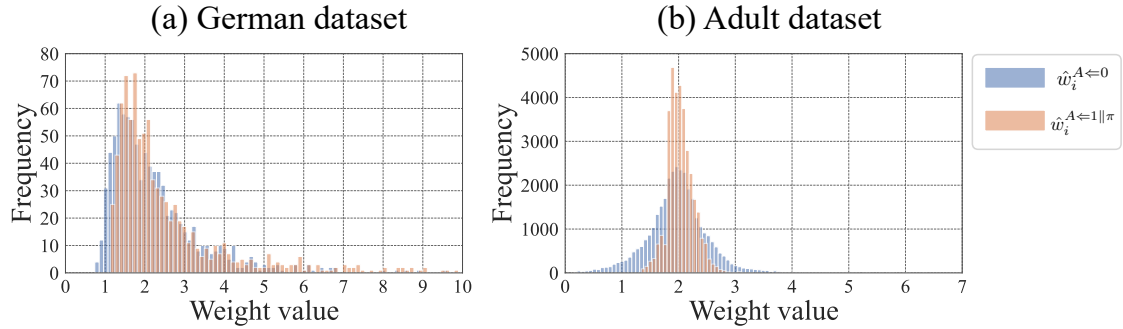 (a) German dataset
Frequency
80
70
60
50
40
30
20
10
0
0 1 2 3 4 5 6 7 8 9 10
Weight value
(b) Adult dataset
Frequency
5000
4000
3000
2000
1000
0
0 1 2 3 4 5 6 7
Weight value
ŵᵢ^{A⇐0}
ŵᵢ^{A⇐1‖π}